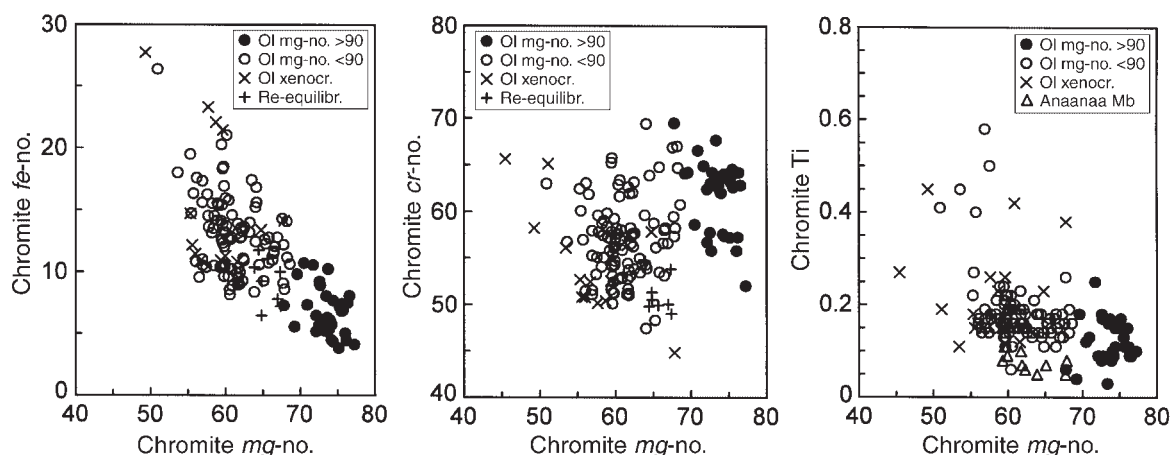 30
20
10
0
40
50
60
70
80
Chromite fe-no.
Chromite mg-no.
● Ol mg-no. >90
○ Ol mg-no. <90
× Ol xenocr.
+ Re-equilibr.
80
70
60
50
40
40
50
60
70
80
Chromite cr-no.
Chromite mg-no.
● Ol mg-no. >90
○ Ol mg-no. <90
× Ol xenocr.
+ Re-equilibr.
0.8
0.6
0.4
0.2
0
40
50
60
70
80
Chromite Ti
Chromite mg-no.
● Ol mg-no. >90
○ Ol mg-no. <90
× Ol xenocr.
△ Anaanaa Mb